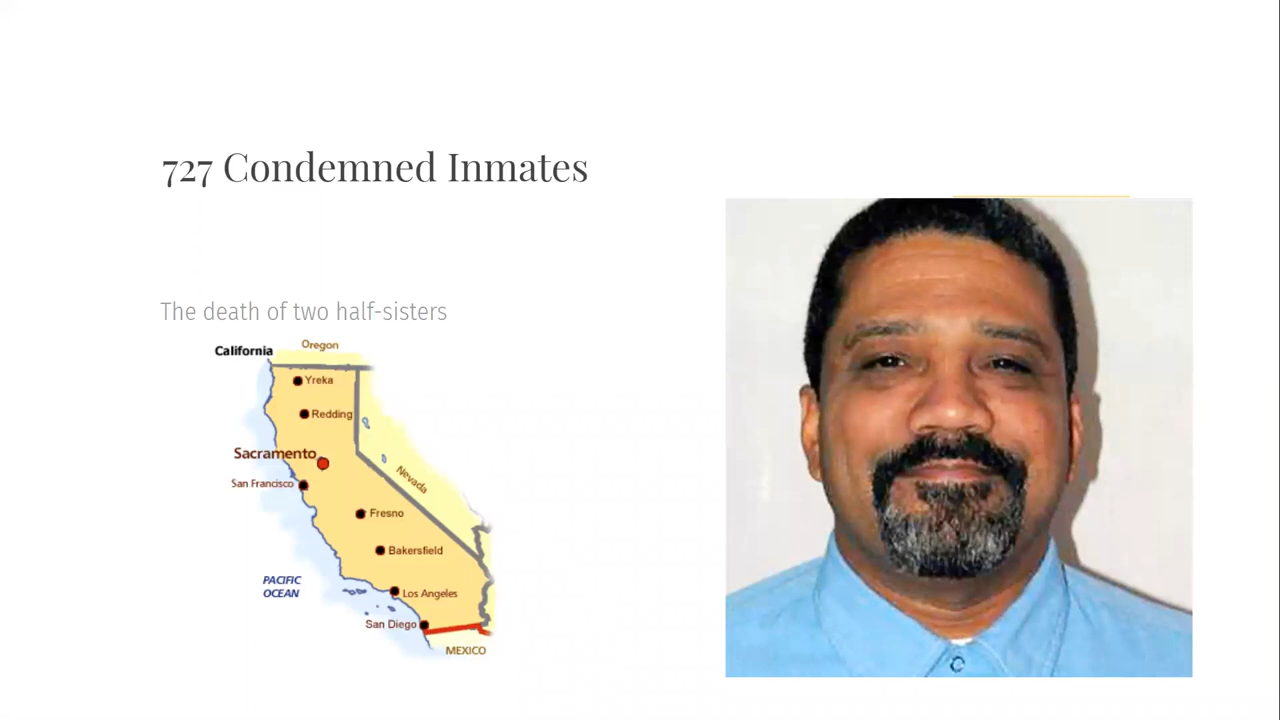 727 Condemned Inmates
The death of two half-sisters
California
Oregon
Yreka
Redding
Sacramento
San Francisco
Nevada
Fresno
Bakersfield
PACIFIC
OCEAN
Los Angeles
San Diego
MEXICO